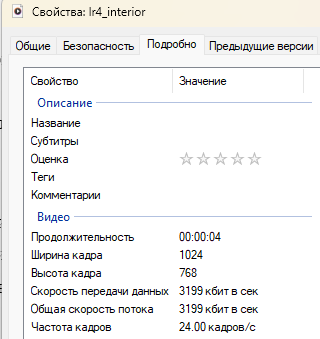 Свойства: lr4_interior
Общие Безопасность Подробно Предыдущие версии
Свойство Значение
Описание
Название
Субтитры
Оценка
Теги
Комментарии
Видео
Продолжительность 00:00:04
Ширина кадра 1024
Высота кадра 768
Скорость передачи данных 3199 кбит в сек
Общая скорость потока 3199 кбит в сек
Частота кадров 24.00 кадров/с